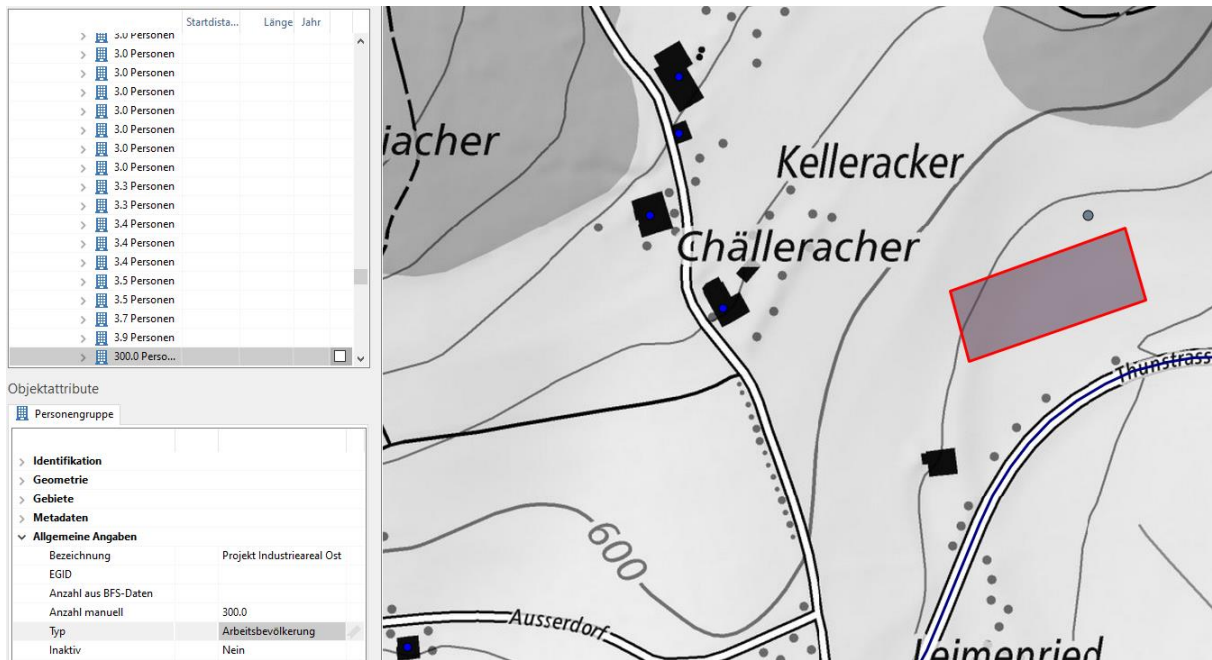 Startdista... Länge Jahr
3.0 Personen
3.0 Personen
3.0 Personen
3.0 Personen
3.0 Personen
3.0 Personen
3.0 Personen
3.0 Personen
3.3 Personen
3.3 Personen
3.4 Personen
3.4 Personen
3.4 Personen
3.5 Personen
3.5 Personen
3.7 Personen
3.9 Personen
300.0 Perso...
Objektattribute
Personengruppe
Identifikation
Geometrie
Gebiete
Metadaten
Allgemeine Angaben
Bezeichnung Projekt Industrieareal Ost
EGID
Anzahl aus BFS-Daten
Anzahl manuell 300.0
Typ Arbeitsbevölkerung
Inaktiv Nein
iacher
Kelleracker
Chälleracher
Thunstrass
600
Ausserdorf
Leimenried